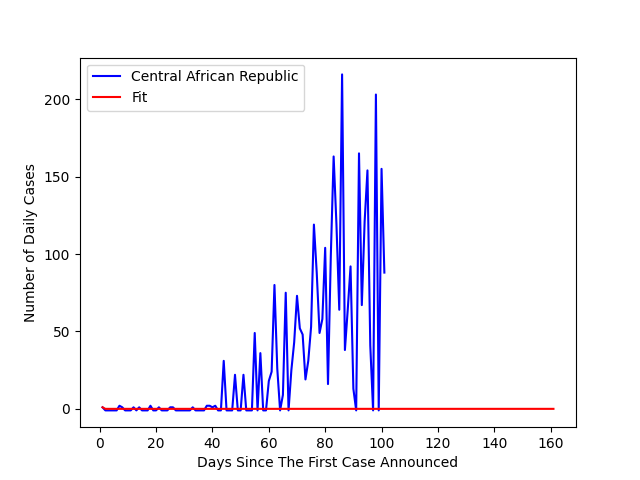 Central African Republic
Fit
Number of Daily Cases
200
150
100
50
0
0 20 40 60 80 100 120 140 160
Days Since The First Case Announced